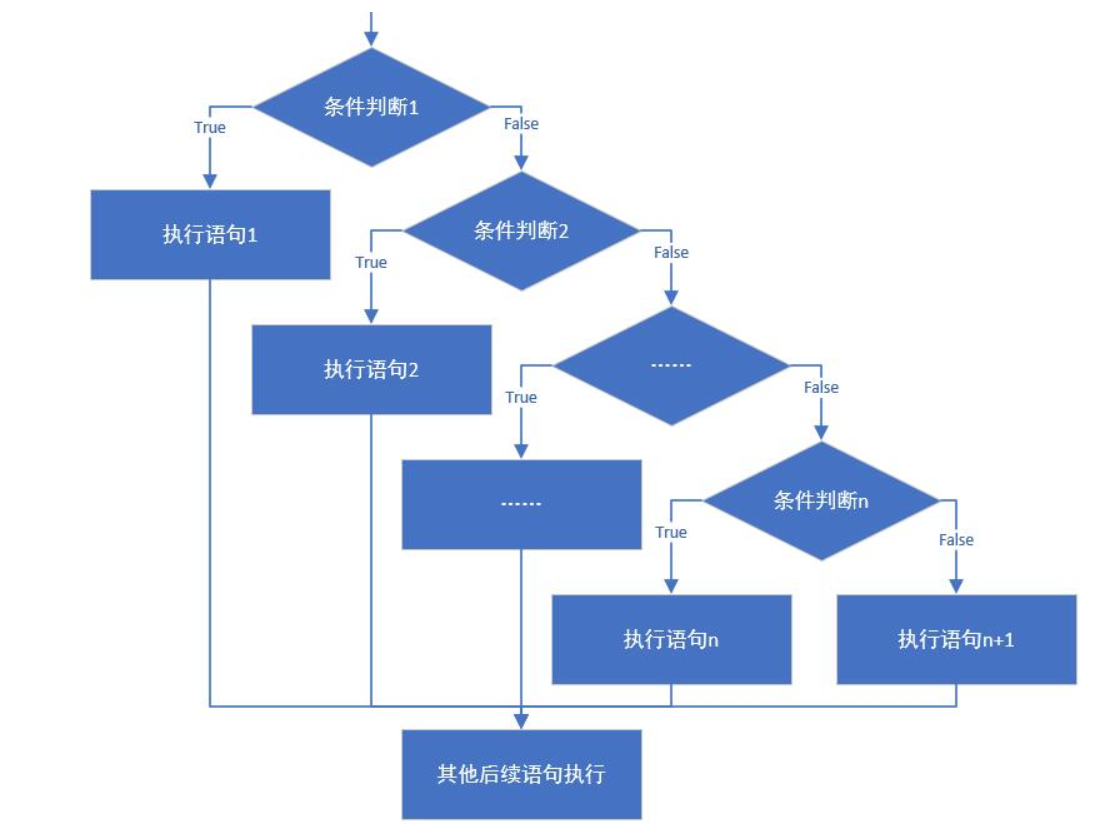 条件判断1
True
False
执行语句1
条件判断2
True
False
执行语句2
------
True
False
------
条件判断n
True
False
执行语句n
执行语句n+1
其他后续语句执行